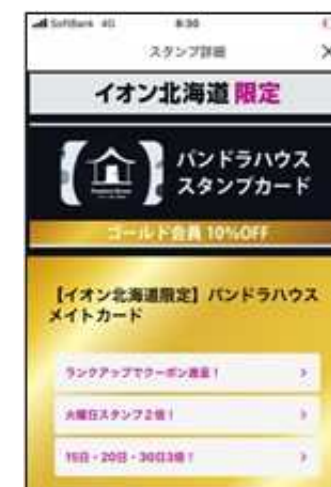 SoftBank 4G 8:30
スタンプ詳細
イオン北海道 限定
パンドラハウス
スタンプカード
ゴールド会員 10%OFF
【イオン北海道限定】パンドラハウス
メイトカード
ランクアップでクーポン進呈！
火曜日スタンプ2倍！
15日・20日・30日3倍！